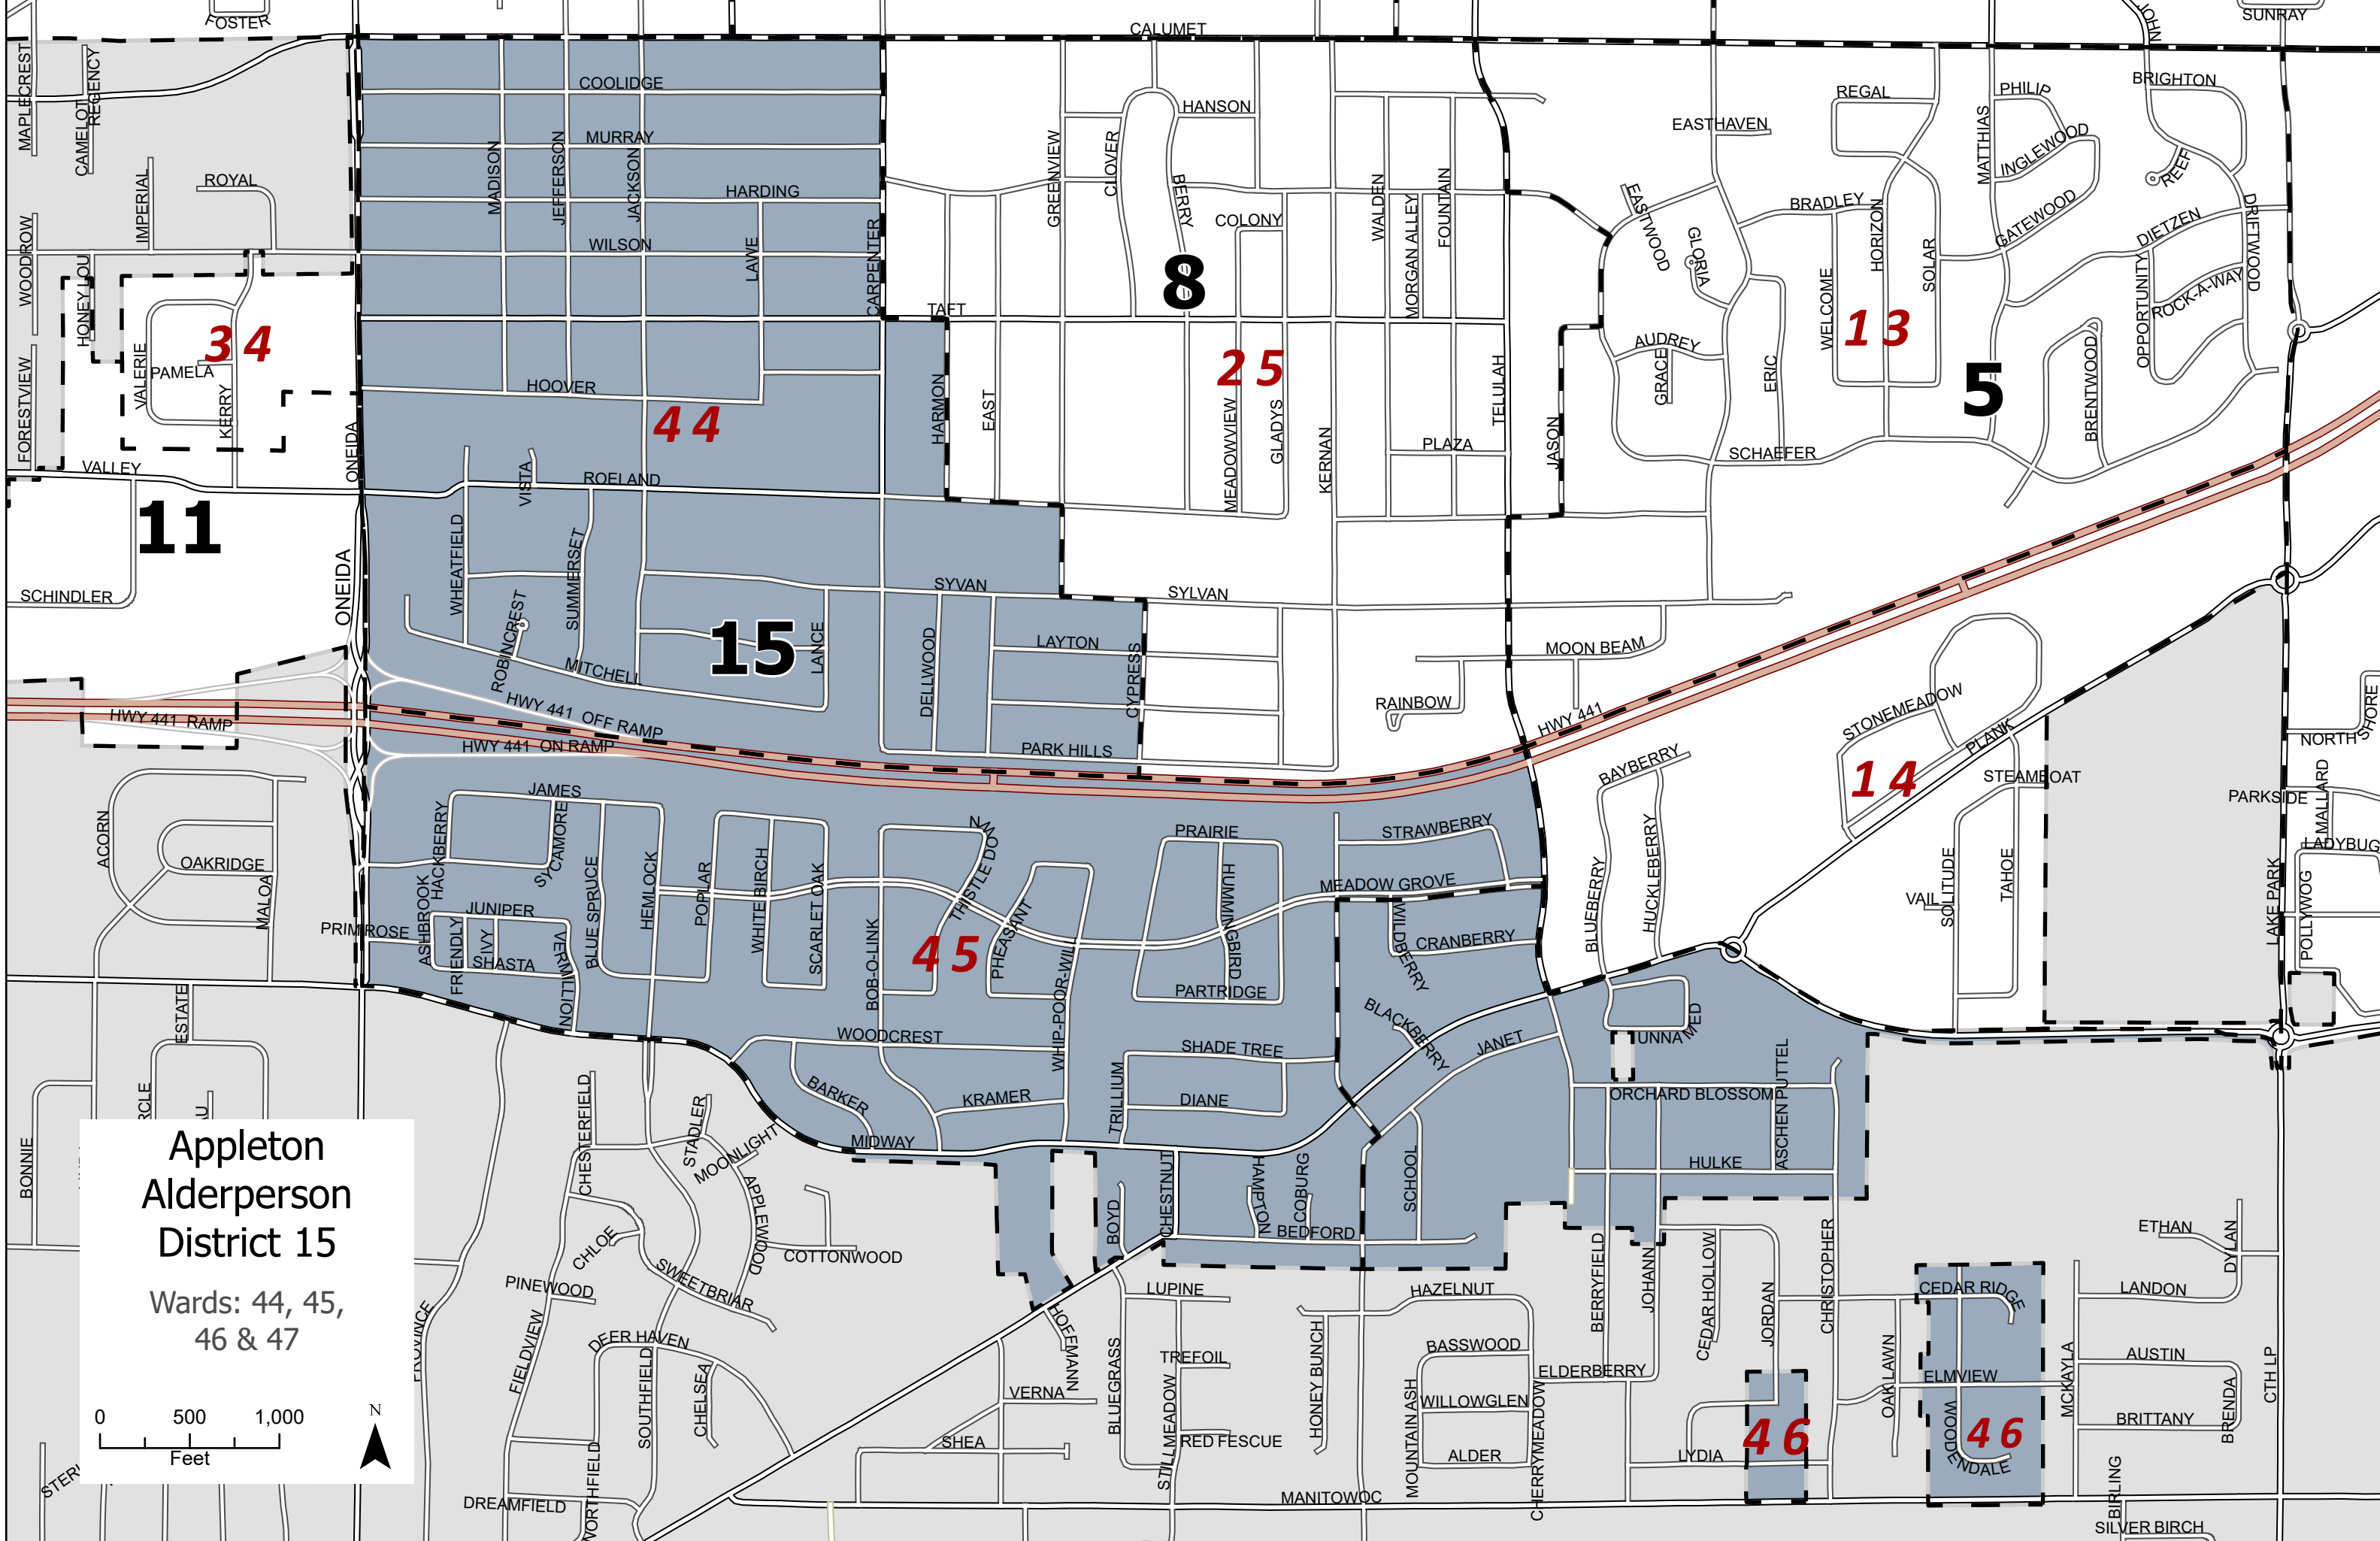 FOSTER
CALUMET
JOHN
SUNRAY
MAPLECREST
REGENCY
CAMELOT
COOLIDGE
HANSON
REGAL
PHILIP
BRIGHTON
EASTHAVEN
MURRAY
MADISON
JEFFERSON
JACKSON
GREENVIEW
CLOVER
BERRY
MATTHIAS
INGLEWOOD
REEF
ROYAL
IMPERIAL
HARDING
WALDEN
MORGAN ALLEY
FOUNTAIN
EASTWOOD
BRADLEY
GATEWOOD
DIETZEN
DRIFTWOOD
WOODROW
WILSON
LAWE
CARPENTER
COLONY
GLORIA
HORIZON
SOLAR
OPPORTUNITY
ROCK-A-WAY
HONEY LOU
8
TAFT
WELCOME
34
VALERIE
PAMELA
KERRY
HOOVER
44
HARMON
EAST
25
MEADOWVIEW
GLADYS
KERNAN
TELULAH
AUDREY
GRACE
ERIC
13
5
BRENTWOOD
FORESTVIEW
ONEIDA
PLAZA
JASON
SCHAEFER
VALLEY
VISTA
ROELAND
11
WHEATFIELD
SUMMERSET
SCHINDLER
ONEIDA
SYVAN
SYLVAN
ROBINCREST
15
LANCE
DELLWOOD
LAYTON
CYPRESS
MOON BEAM
MITCHELL
RAINBOW
HWY 441 RAMP
HWY 441 OFF RAMP
HWY 441 ON RAMP
PARK HILLS
HWY 441
STONEMEADOW
PLANK
NORTH SHORE
BAYBERRY
14
STEAMBOAT
PARKSIDE
MALLARD
LADYBUG
JAMES
ACORN
HACKBERRY
SYCAMORE
PRAIRIE
STRAWBERRY
OAKRIDGE
MALOA
BLUE SPRUCE
HEMLOCK
POPLAR
WHITE BIRCH
SCARLET OAK
THISTLE DOWN
HUMMINGBIRD
MEADOW GROVE
BLUEBERRY
HUCKLEBERRY
VAIL
SOLITUDE
TAHOE
LAKE PARK
POLLYWOG
PRIMROSE
ASHBROOK
JUNIPER
FRIENDLY
IVY
SHASTA
VERMILLION
BOB-O-LINK
45
PHEASANT
WHIP-POOR-WILL
PARTRIDGE
WILDBERRY
CRANBERRY
ESTATE
WOODCREST
SHADE TREE
BLACKBERRY
JANET
UNNAMED
BARKER
KRAMER
TRILLIUM
DIANE
ORCHARD BLOSSOM
ASCHEN PUTTEL
CHESTERFIELD
STADLER
MOONLIGHT
MIDWAY
BONNIE
Appleton
Alderperson
District 15
Wards: 44, 45,
46 & 47
0 500 1,000
Feet
N
APPLEWOOD
BOYD
CHESTNUT
HAMPTON
COBURG
BEDFORD
SCHOOL
HULKE
CHLOE
COTTONWOOD
SWEETBRIAR
PINEWOOD
PROVINCE
FIELDVIEW
DEER HAVEN
SOUTHFIELD
CHELSEA
HOFFMANN
LUPINE
HAZELNUT
BERRYFIELD
JOHANN
CEDAR HOLLOW
JORDAN
CHRISTOPHER
CEDAR RIDGE
ETHAN
DYLAN
LANDON
VERNA
BLUEGRASS
TREFOIL
STILLMEADOW
HONEY BUNCH
BASSWOOD
WILLOWGLEN
MOUNTAIN ASH
ELDERBERRY
CHERRYMEADOW
OAK LAWN
ELMVIEW
MCKAYLA
AUSTIN
BRENDA
CTH LP
SHEA
RED FESCUE
ALDER
LYDIA
46
46
WOODENDALE
BRITTANY
DREAMFIELD
MANITOWOC
BIRLING
SILVER BIRCH